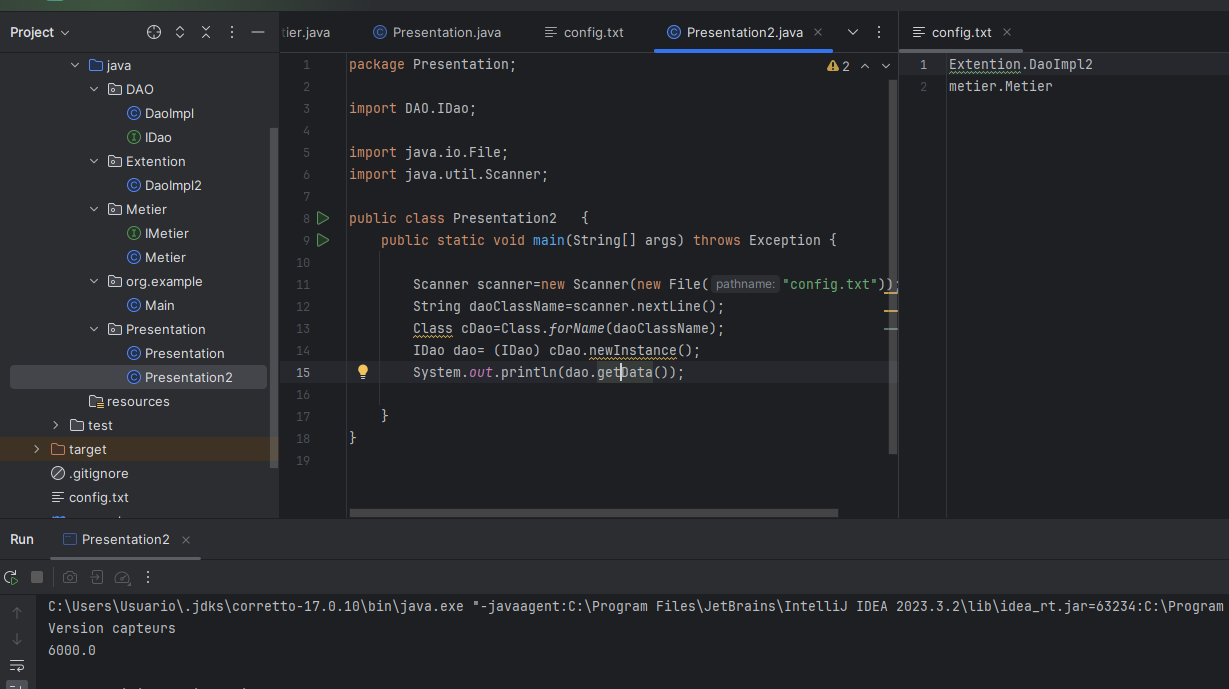 Project
tier.java
Presentation.java
config.txt
Presentation2.java
config.txt
java
DAO
DaoImpl
IDao
Extention
DaoImpl2
Metier
IMetier
Metier
org.example
Main
Presentation
Presentation
Presentation2
resources
test
target
.gitignore
config.txt
2
1 package Presentation;
2
3 import DAO.IDao;
4
5 import java.io.File;
6 import java.util.Scanner;
7
8 public class Presentation2   {
9 public static void main(String[] args) throws Exception {
10
11 Scanner scanner=new Scanner(new File( pathname: "config.txt"));
12 String daoClassName=scanner.nextLine();
13 Class cDao=Class.forName(daoClassName);
14 IDao dao= (IDao) cDao.newInstance();
15 System.out.println(dao.getData());
16
17 }
18 }
19
1 Extention.DaoImpl2
2 metier.Metier
Run
Presentation2
C:\Users\Usuario\.jdks\corretto-17.0.10\bin\java.exe "-javaagent:C:\Program Files\JetBrains\IntelliJ IDEA 2023.3.2\lib\idea_rt.jar=63234:C:\Program
Version capteurs
6000.0